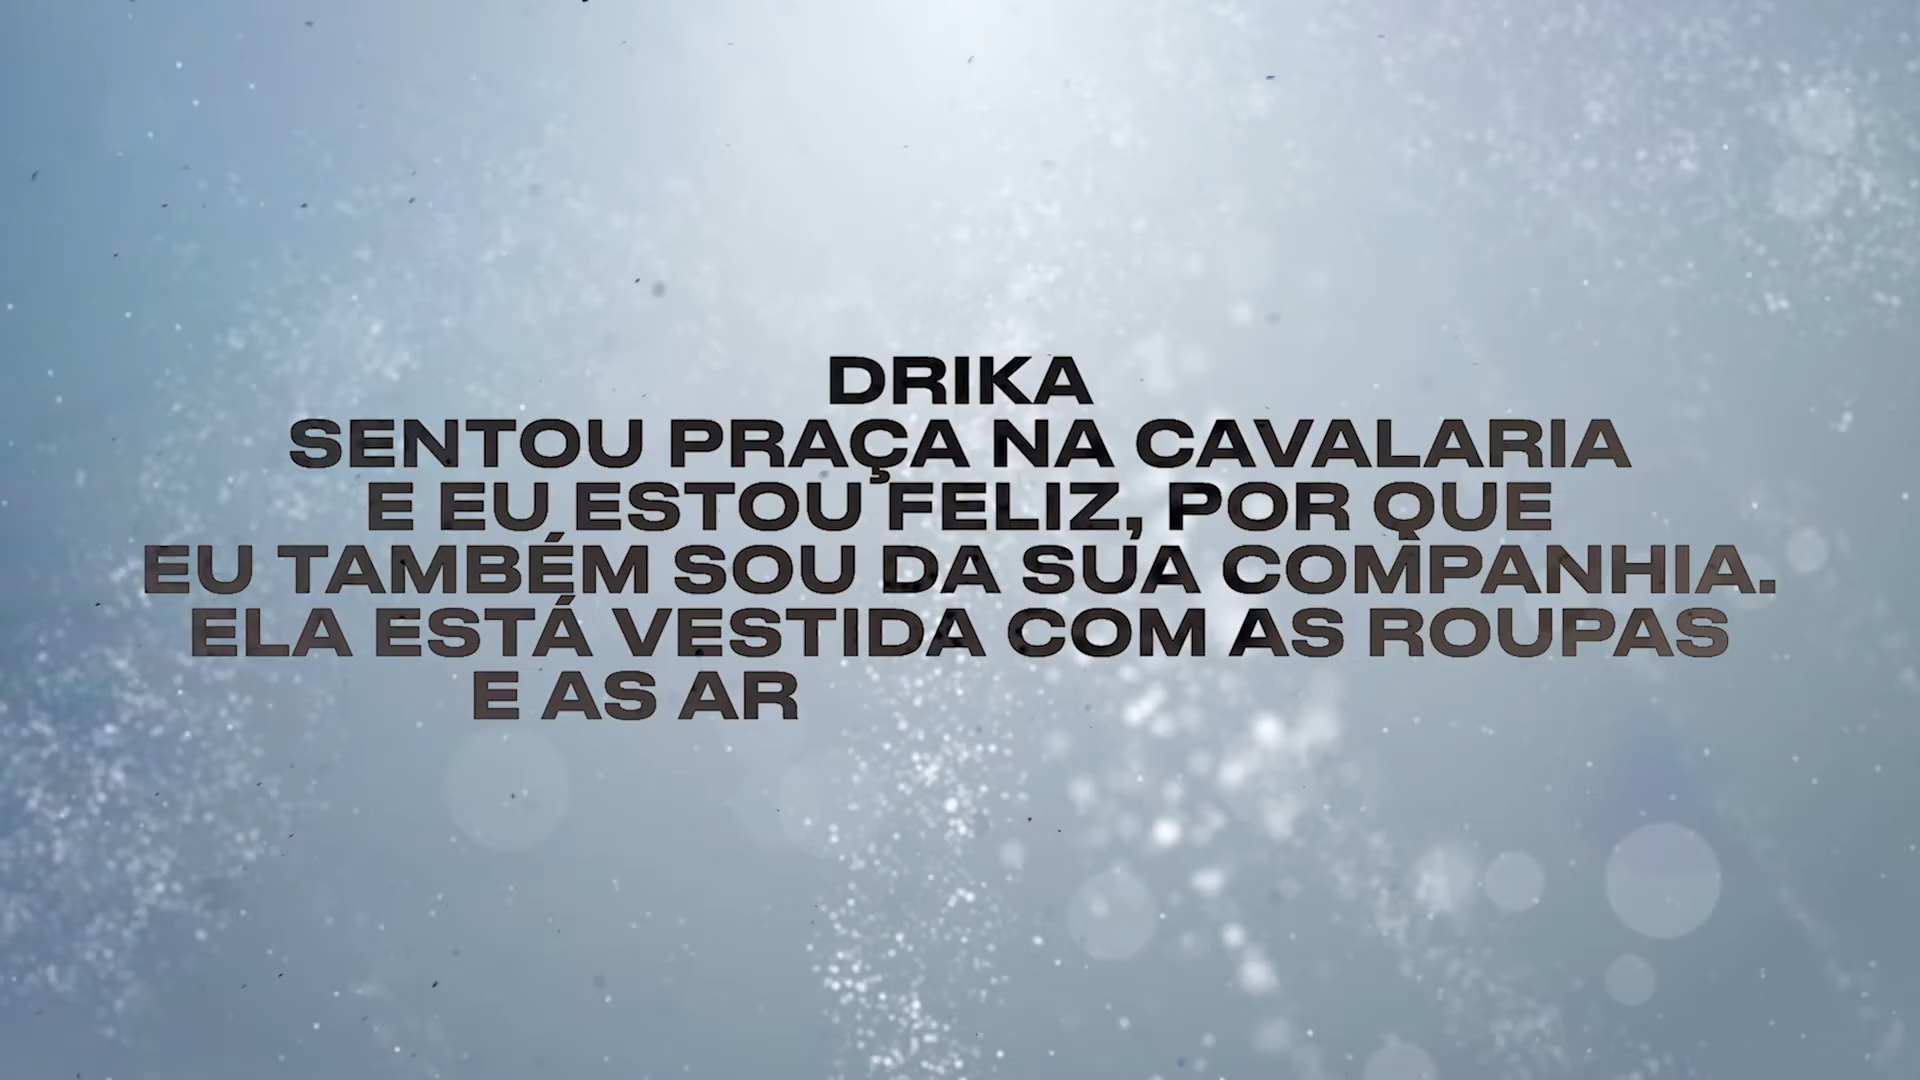 DRIKA
SENTOU PRAÇA NA CAVALARIA
E EU ESTOU FELIZ, POR QUE
EU TAMBÉM SOU DA SUA COMPANHIA.
ELA ESTÁ VESTIDA COM AS ROUPAS
E AS AR